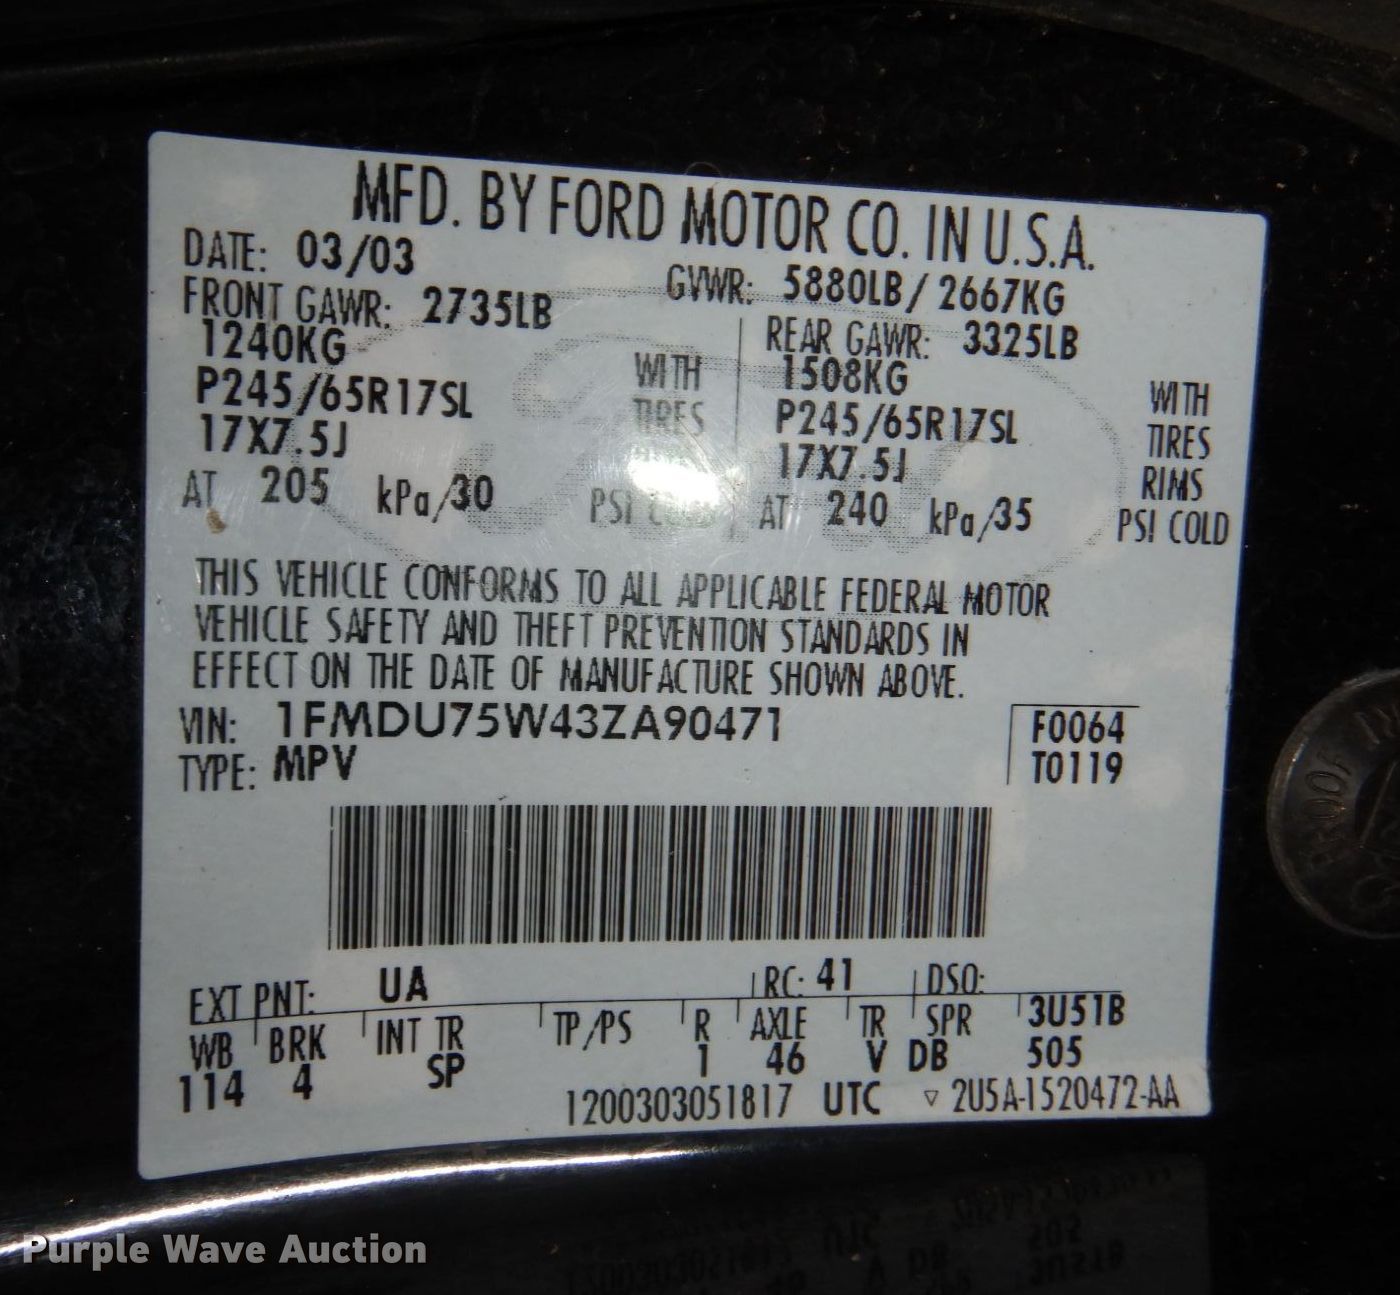 MFD. BY FORD MOTOR CO. IN U.S.A.
DATE: 03/03 GVWR: 5880LB / 2667KG
FRONT GAWR: 2735LB REAR GAWR: 3325LB
1240KG WITH 1508KG WITH
P245/65R17SL TIRES P245/65R17SL TIRES
17X7.5J 17X7.5J RIMS
AT 205 kPa/30 PSI COLD AT 240 kPa/35 PSI COLD
THIS VEHICLE CONFORMS TO ALL APPLICABLE FEDERAL MOTOR
VEHICLE SAFETY AND THEFT PREVENTION STANDARDS IN
EFFECT ON THE DATE OF MANUFACTURE SHOWN ABOVE.
VIN: 1FMDU75W43ZA90471 F0064
TYPE: MPV T0119
EXT PNT: UA RC: 41 DSO:
WB BRK INT TR TP/PS R AXLE TR SPR 3U51B
114 4 SP 1 46 V DB 505
1200303051817 UTC ▽ 2U5A-1520472-AA
Purple Wave Auction